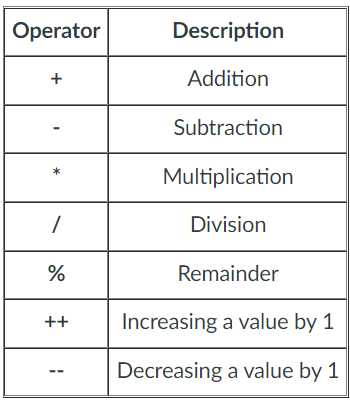 Operator Description
+ Addition
- Subtraction
* Multiplication
/ Division
% Remainder
++ Increasing a value by 1
-- Decreasing a value by 1